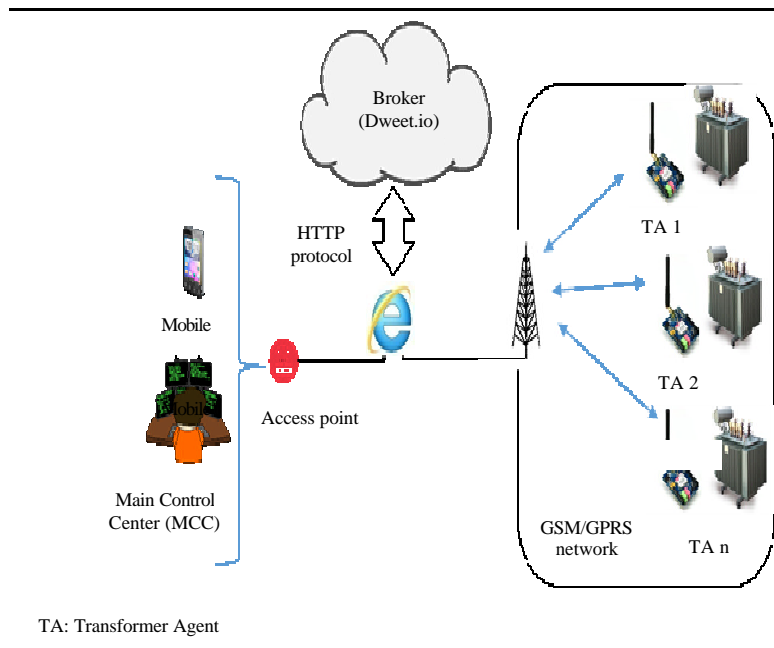 Broker
(Dweet.io)
HTTP
protocol
TA 1
Mobile
TA 2
Mobile
Access point
Main Control
Center (MCC)
GSM/GPRS
network
TA n
TA: Transformer Agent